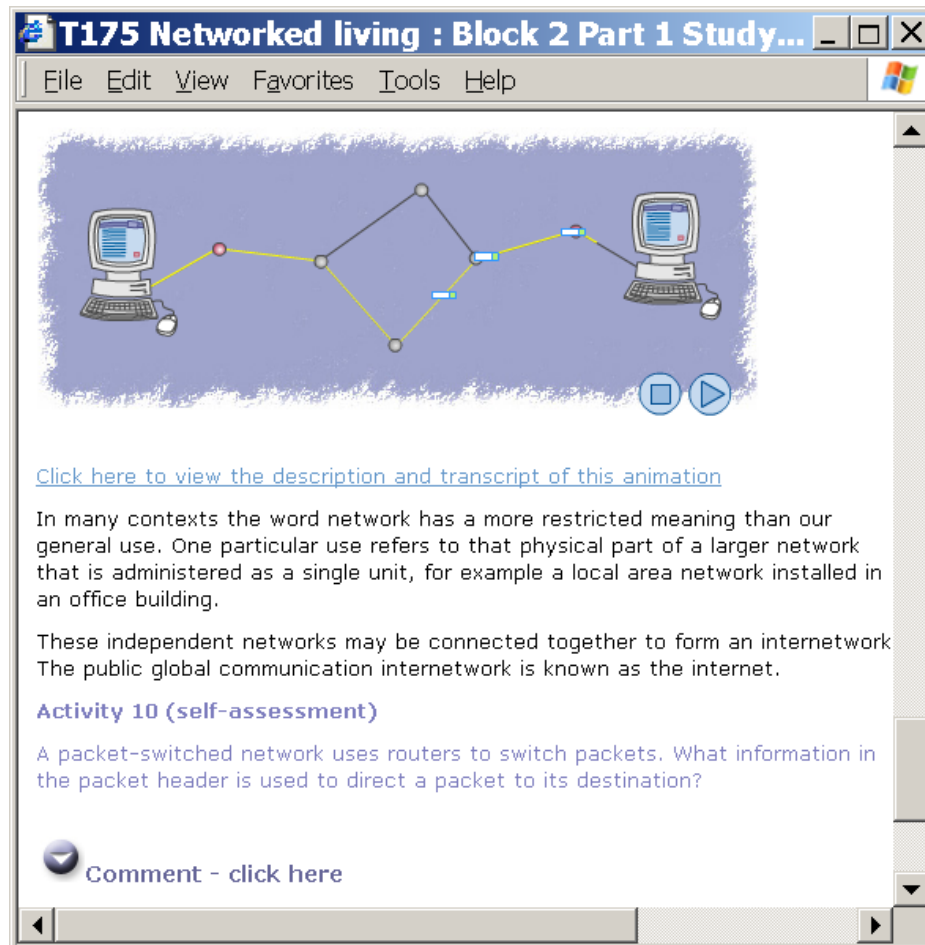 T175 Networked living : Block 2 Part 1 Study...
File Edit View Favorites Tools Help
Click here to view the description and transcript of this animation
In many contexts the word network has a more restricted meaning than our
general use. One particular use refers to that physical part of a larger network
that is administered as a single unit, for example a local area network installed in
an office building.
These independent networks may be connected together to form an internetwork
The public global communication internetwork is known as the internet.
Activity 10 (self-assessment)
A packet-switched network uses routers to switch packets. What information in
the packet header is used to direct a packet to its destination?
Comment - click here